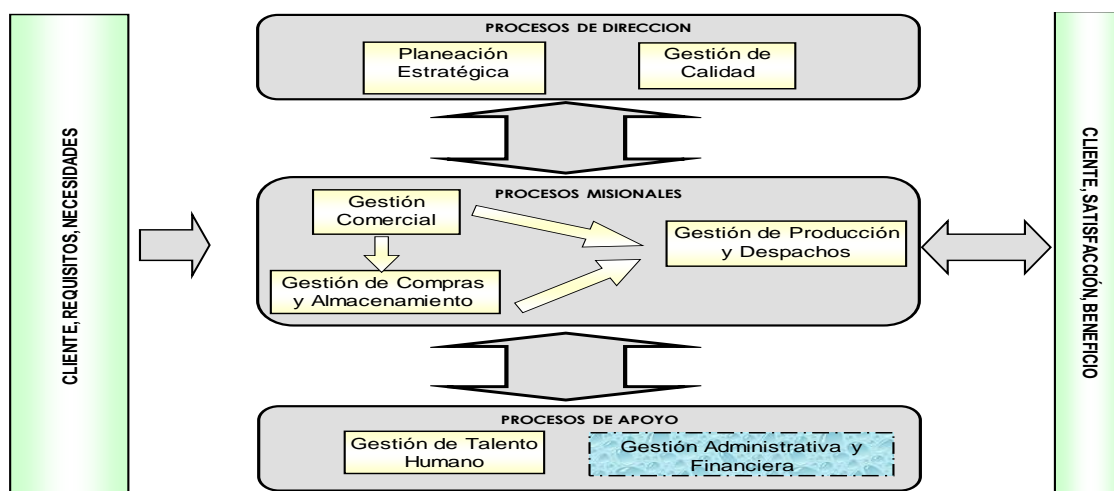 CLIENTE, REQUISITOS, NECESIDADES
PROCESOS DE DIRECCION
Planeación
Estratégica
Gestión de
Calidad
PROCESOS MISIONALES
Gestión
Comercial
Gestión de Compras
y Almacenamiento
Gestión de Producción
y Despachos
PROCESOS DE APOYO
Gestión de Talento
Humano
Gestión Administrativa y
Financiera
CLIENTE, SATISFACCIÓN, BENEFICIO